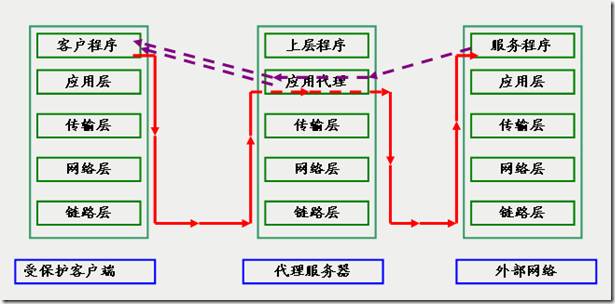 客户程序
应用层
传输层
网络层
链路层
受保护客户端
上层程序
应用代理
传输层
网络层
链路层
代理服务器
服务程序
应用层
传输层
网络层
链路层
外部网络